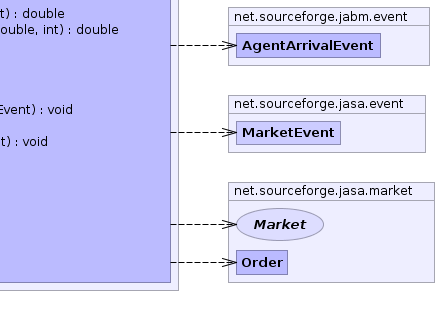 t) : double
ouble, int) : double
Event) : void
t) : void
net.sourceforge.jabm.event
AgentArrivalEvent
net.sourceforge.jasa.event
MarketEvent
net.sourceforge.jasa.market
Market
Order